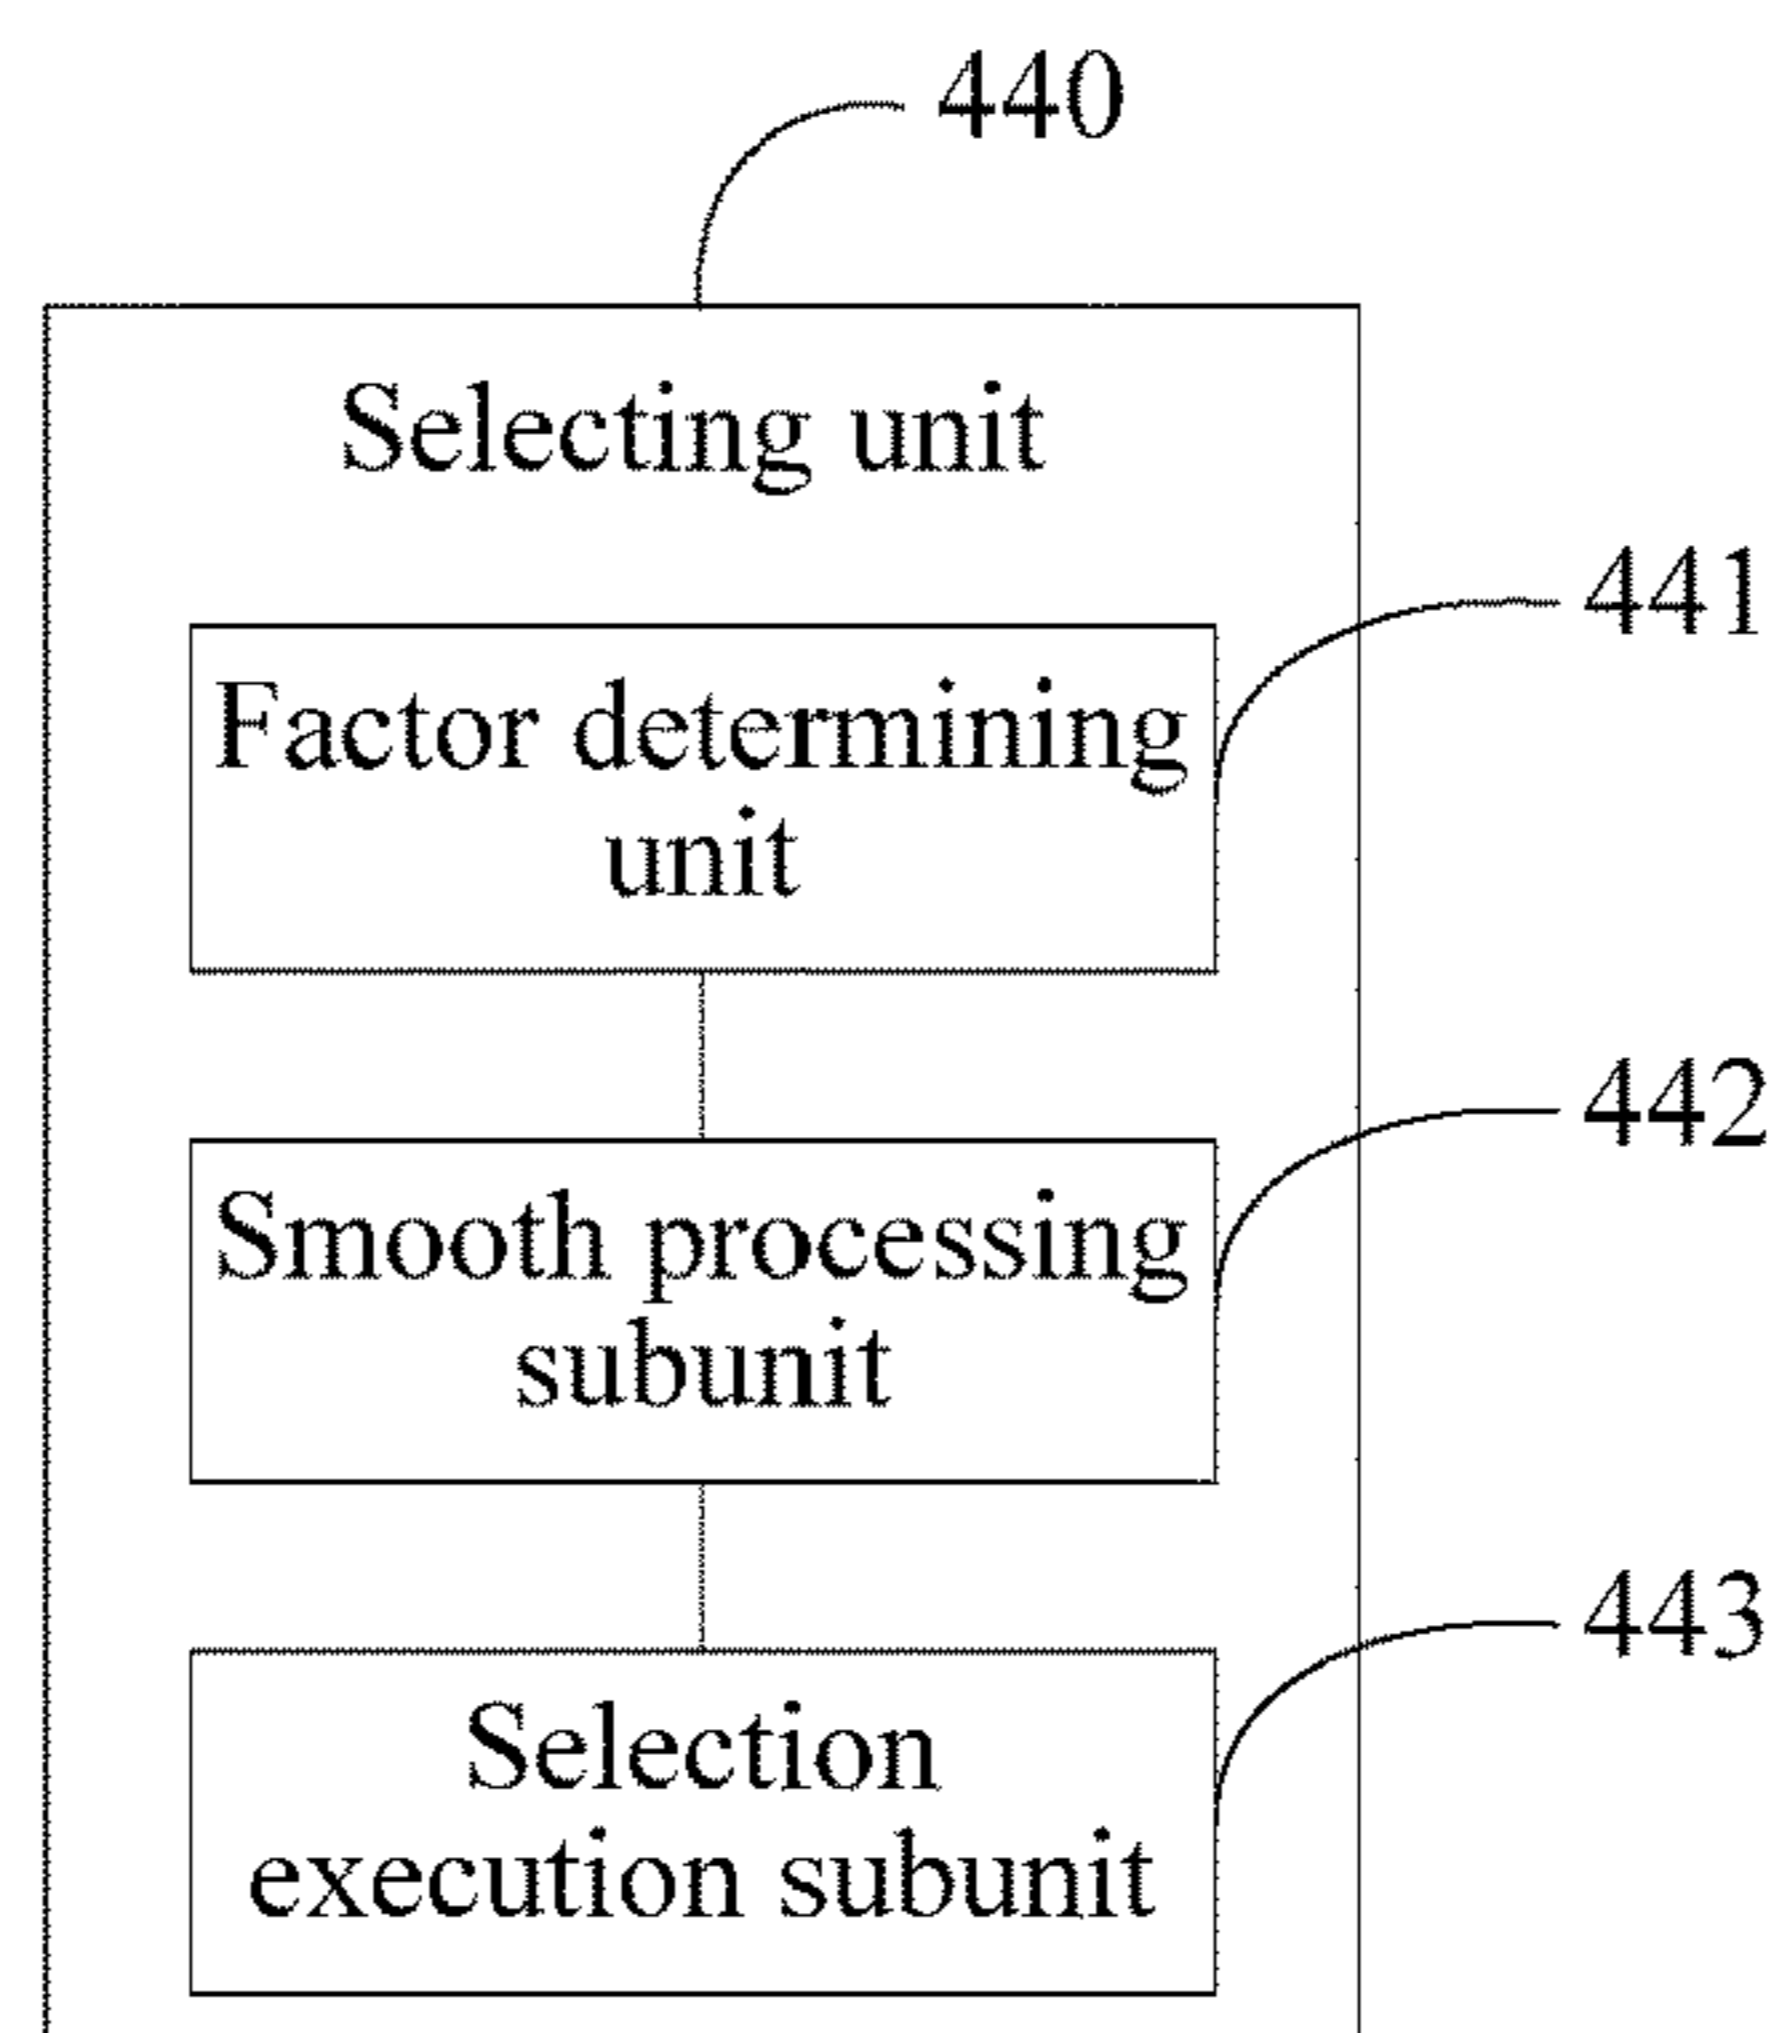 440
Selecting unit
441
Factor determining
unit
442
Smooth processing
subunit
443
Selection
execution subunit